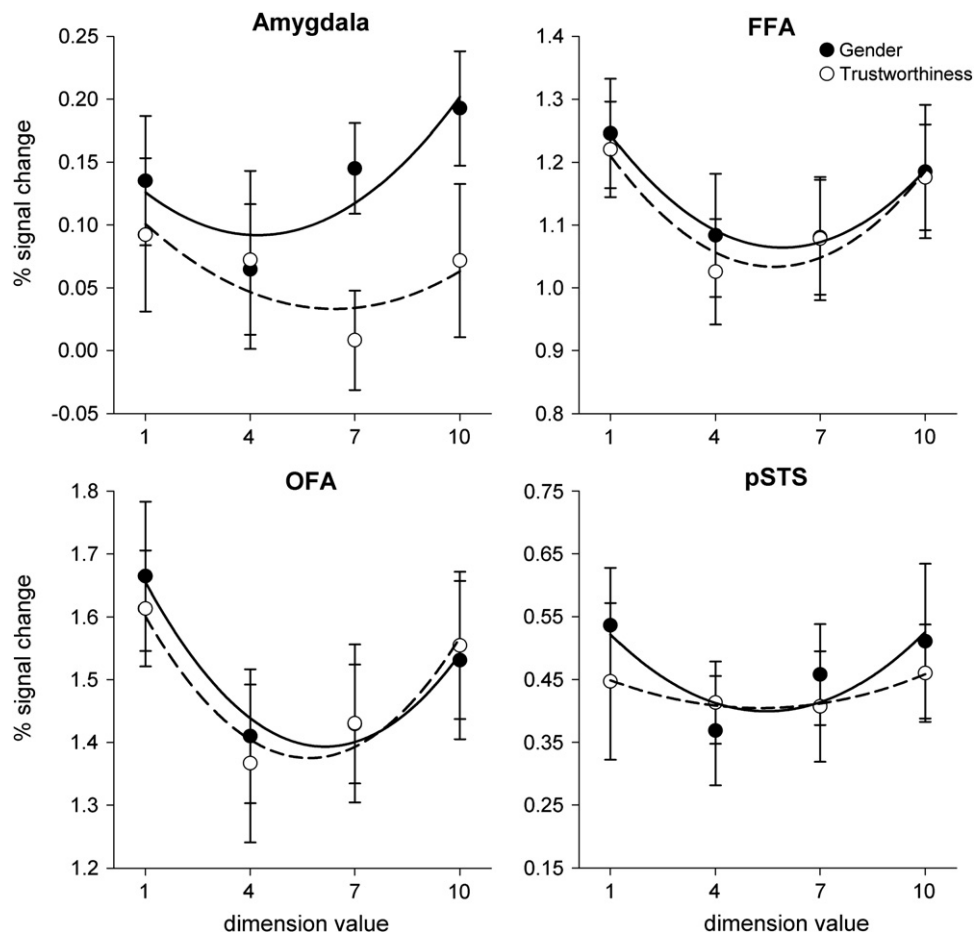 Amygdala
% signal change
0.25
0.20
0.15
0.10
0.05
0.00
-0.05
1 4 7 10
FFA
Gender
Trustworthiness
1.4
1.3
1.2
1.1
1.0
0.9
0.8
1 4 7 10
OFA
% signal change
1.8
1.7
1.6
1.5
1.4
1.3
1.2
1 4 7 10
dimension value
pSTS
0.75
0.65
0.55
0.45
0.35
0.25
0.15
1 4 7 10
dimension value